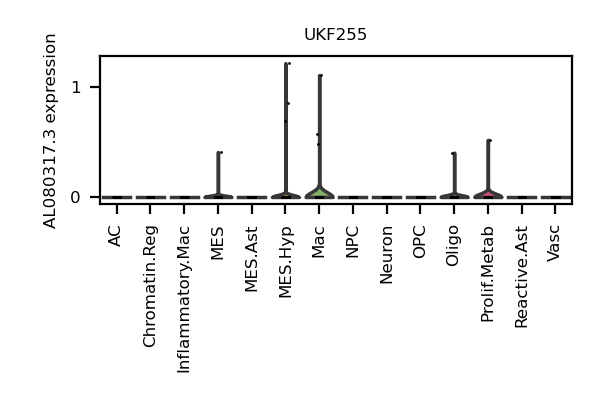 UKF255
AL080317.3 expression
1
0
AC
Chromatin.Reg
Inflammatory.Mac
MES
MES.Ast
MES.Hyp
Mac
NPC
Neuron
OPC
Oligo
Prolif.Metab
Reactive.Ast
Vasc